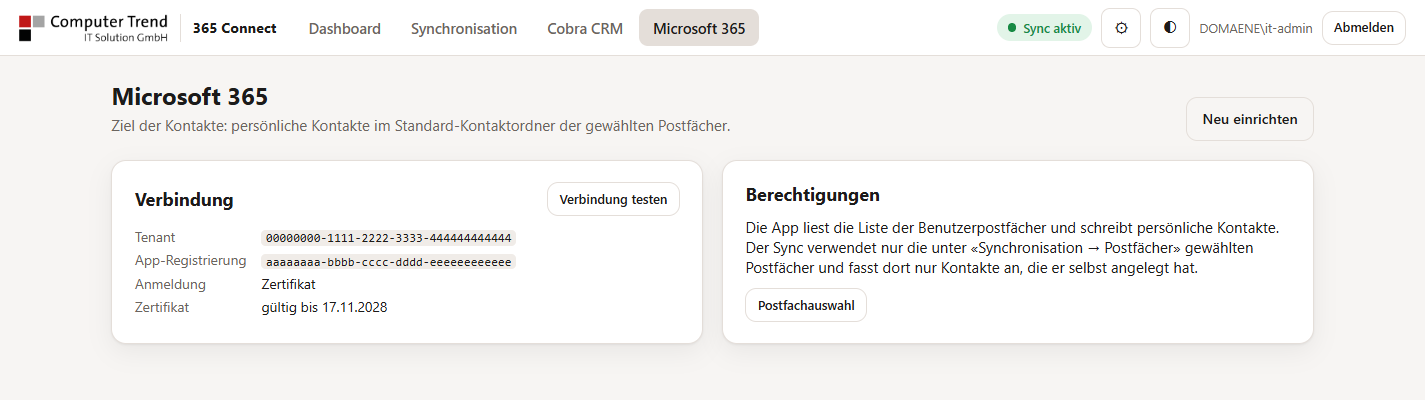 Computer Trend
IT Solution GmbH
365 Connect
Dashboard
Synchronisation
Cobra CRM
Microsoft 365
Sync aktiv
DOMAENE\it-admin
Abmelden
Microsoft 365
Ziel der Kontakte: persönliche Kontakte im Standard-Kontaktordner der gewählten Postfächer.
Neu einrichten
Verbindung
Verbindung testen
Tenant 00000000-1111-2222-3333-444444444444
App-Registrierung aaaaaaaa-bbbb-cccc-dddd-eeeeeeeeeeee
Anmeldung Zertifikat
Zertifikat gültig bis 17.11.2028
Berechtigungen
Die App liest die Liste der Benutzerpostfächer und schreibt persönliche Kontakte.
Der Sync verwendet nur die unter «Synchronisation → Postfächer» gewählten
Postfächer und fasst dort nur Kontakte an, die er selbst angelegt hat.
Postfachauswahl